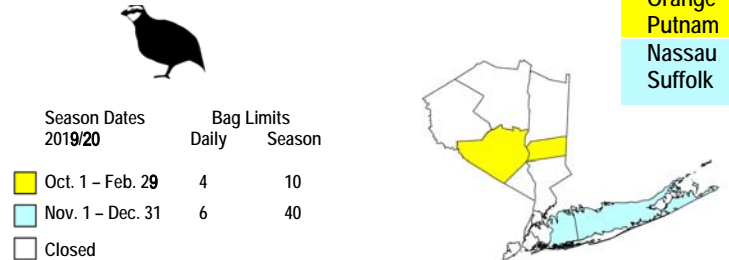 Season Dates Bag Limits
2019/20 Daily Season
Oct. 1 – Feb. 29 4 10
Nov. 1 – Dec. 31 6 40
Closed
Orange
Putnam
Nassau
Suffolk